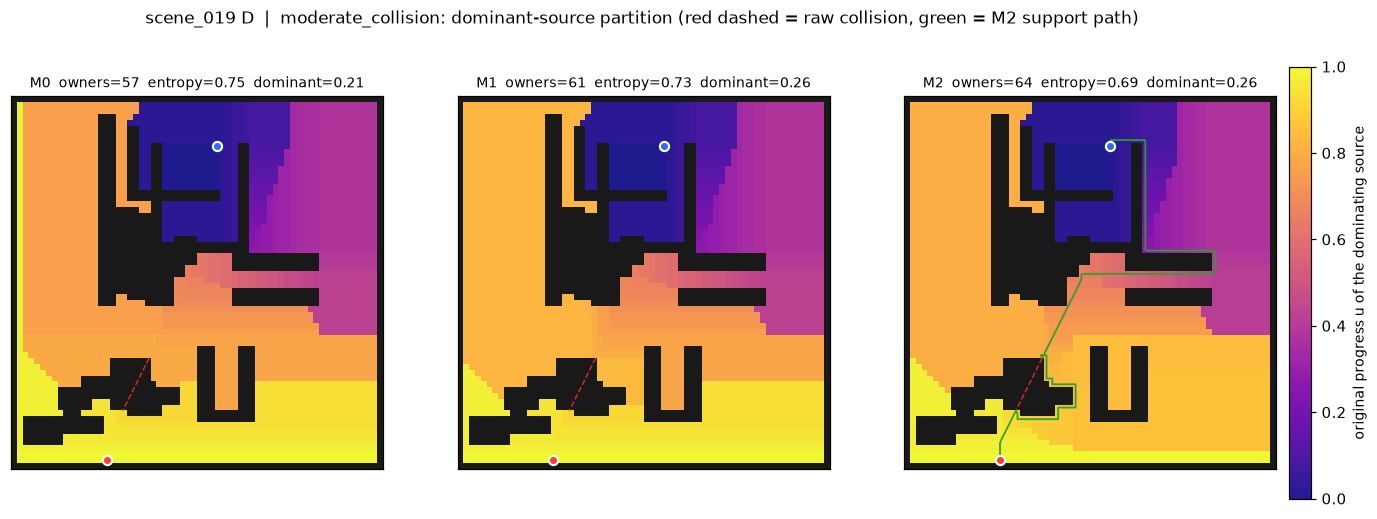 scene_019 D | moderate_collision: dominant-source partition (red dashed = raw collision, green = M2 support path)
M0 owners=57 entropy=0.75 dominant=0.21
M1 owners=61 entropy=0.73 dominant=0.26
M2 owners=64 entropy=0.69 dominant=0.26
1.0
0.8
0.6
0.4
0.2
0.0
original progress u of the dominating source